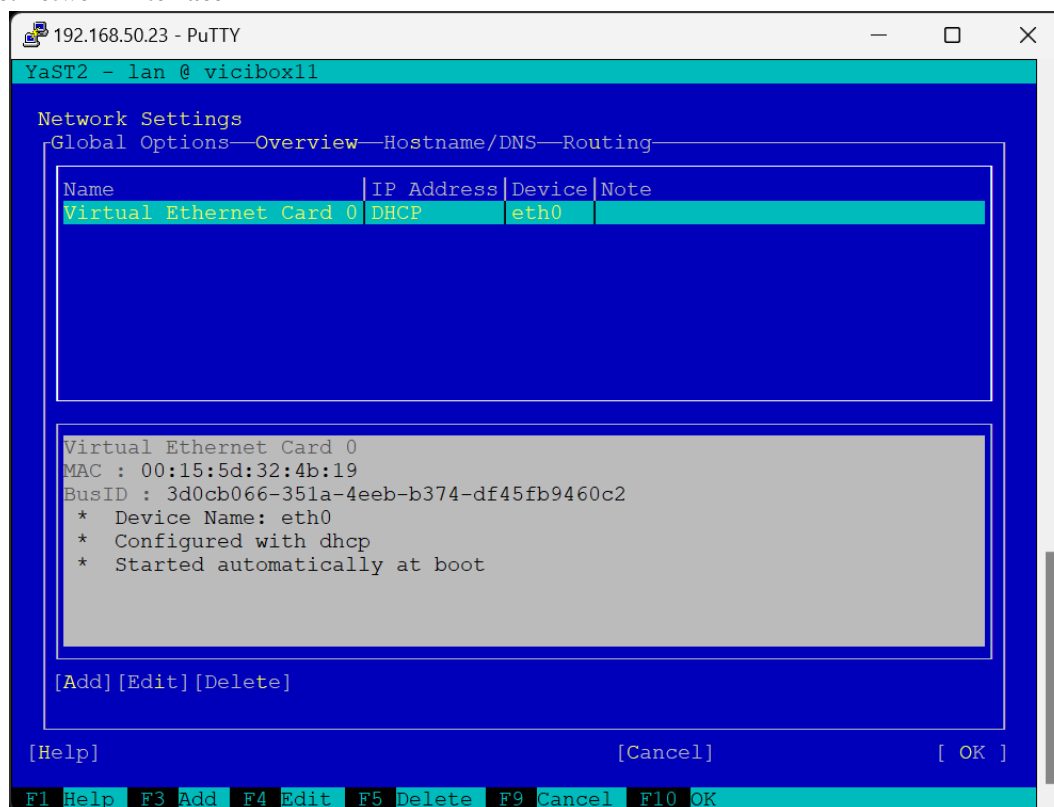 192.168.50.23 - PuTTY
YaST2 - lan @ vicibox11
Network Settings
Global Options—Overview—Hostname/DNS—Routing
Name |IP Address|Device|Note
Virtual Ethernet Card 0|DHCP |eth0 |
Virtual Ethernet Card 0
MAC : 00:15:5d:32:4b:19
BusID : 3d0cb066-351a-4eeb-b374-df45fb9460c2
* Device Name: eth0
* Configured with dhcp
* Started automatically at boot
[Add][Edit][Delete]
[Help] [Cancel] [ OK ]
F1 Help F3 Add F4 Edit F5 Delete F9 Cancel F10 OK